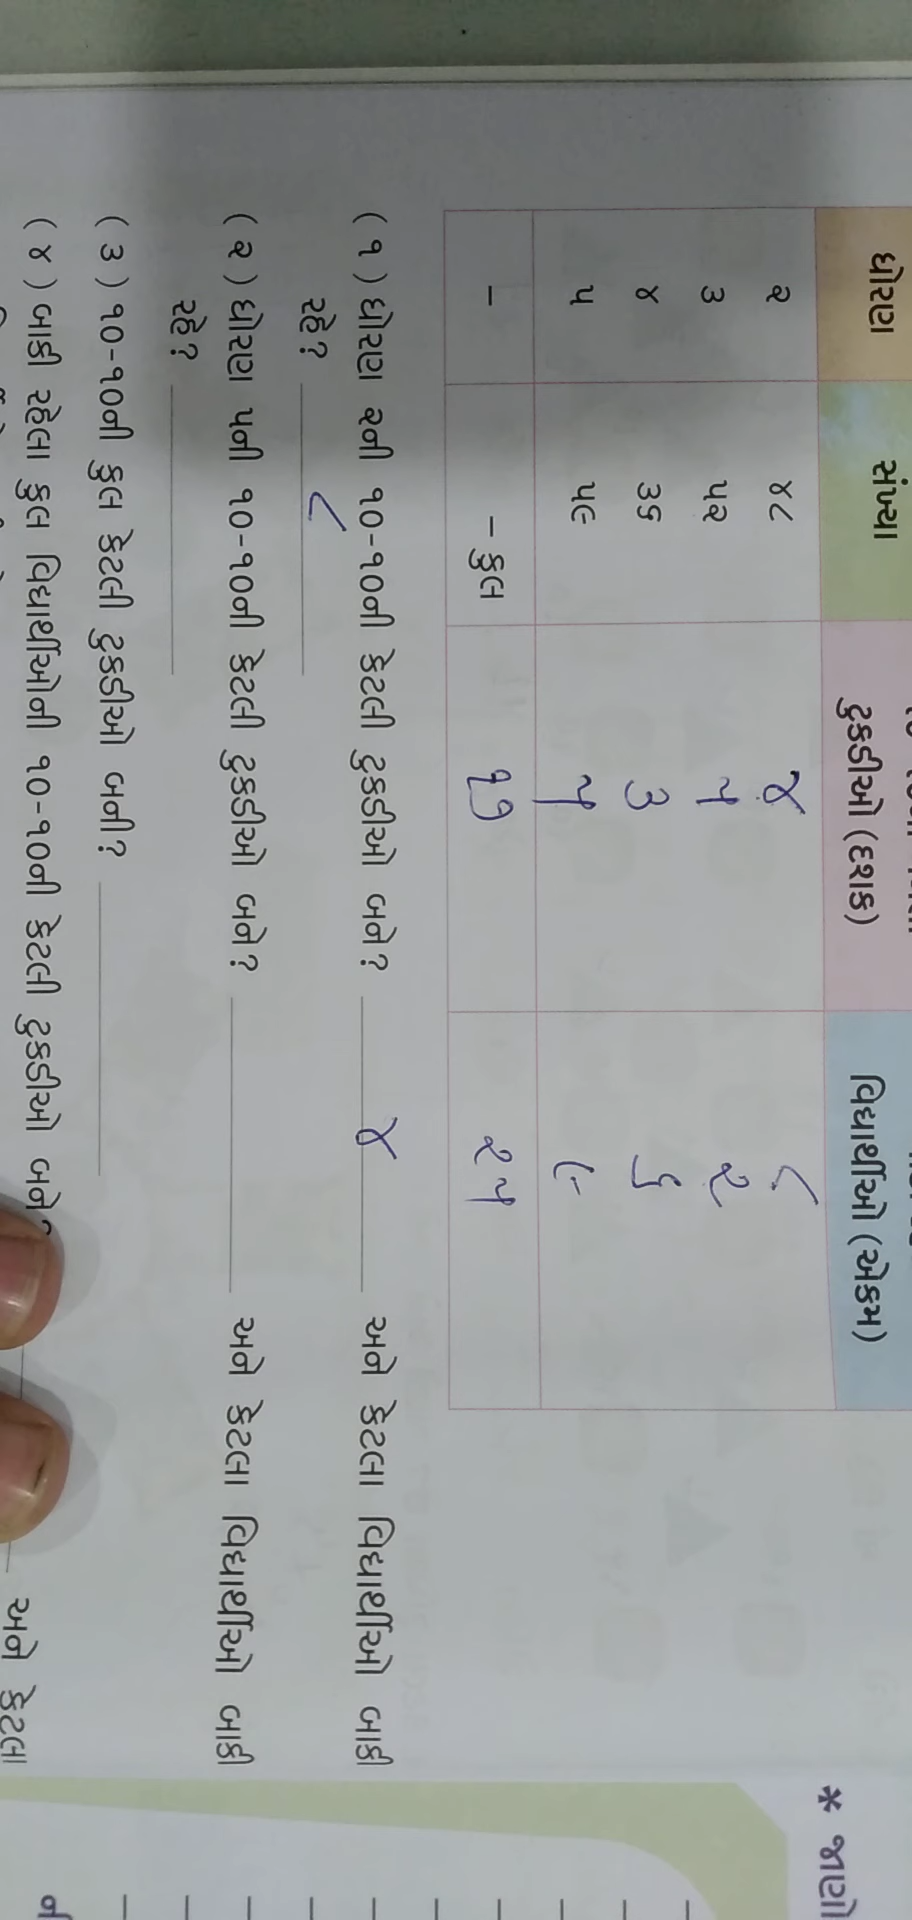 ધોરણ સંખ્યા ટુકડીઓ (દશક) વિદ્યાર્થીઓ (એકમ)
૨ ૪૮ ૪ ૮
૩ ૫૨ ૫ ૨
૪ ૩૬ ૩ ૬
૫ ૫૯ ૫ ૯
– – કુલ ૧૭ ૨૫
(૧) ધોરણ ૨ની ૧૦-૧૦ની કેટલી ટુકડીઓ બને? ૪ અને કેટલા વિદ્યાર્થીઓ બાકી
રહે? ૮
(૨) ધોરણ ૫ની ૧૦-૧૦ની કેટલી ટુકડીઓ બને? અને કેટલા વિદ્યાર્થીઓ બાકી
રહે?
(૩) ૧૦-૧૦ની કુલ કેટલી ટુકડીઓ બની?
(૪) બાકી રહેલા કુલ વિદ્યાર્થીઓની ૧૦-૧૦ની કેટલી ટુકડીઓ બને? અને કેટલા
* જાણો